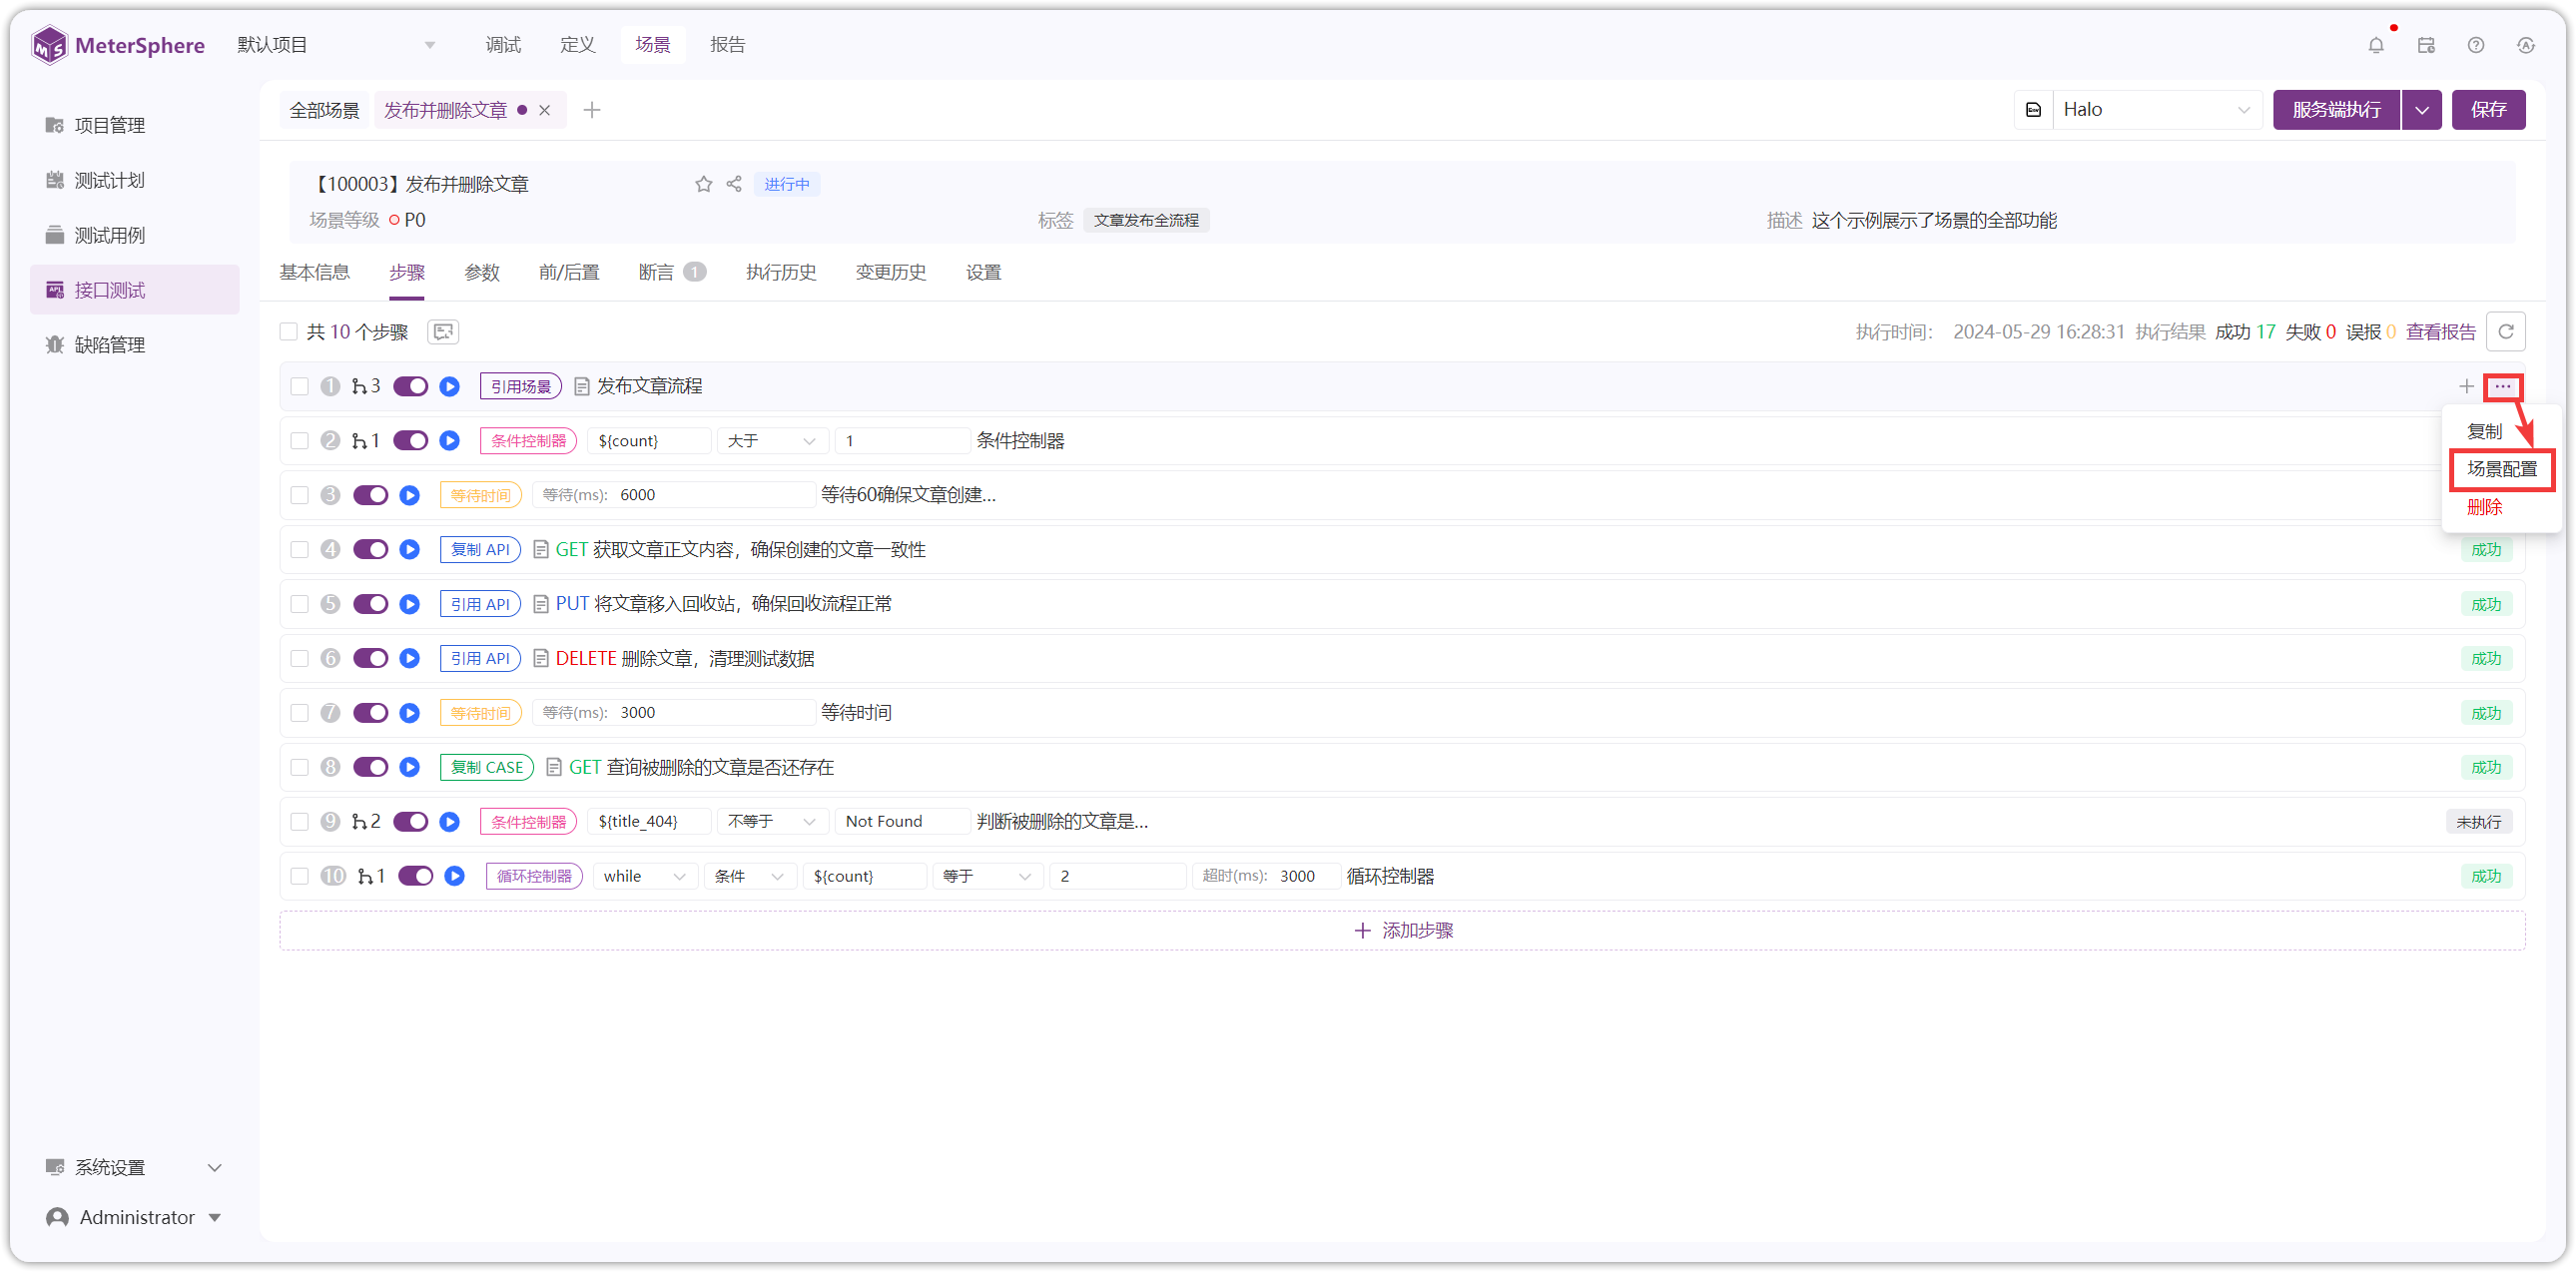 MeterSphere 默认项目 调试 定义 场景 报告
项目管理
测试计划
测试用例
接口测试
缺陷管理
系统设置
Administrator
全部场景 发布并删除文章 Halo 服务端执行 保存
【100003】发布并删除文章 进行中
场景等级 P0 标签 文章发布全流程 描述 这个示例展示了场景的全部功能
基本信息 步骤 参数 前/后置 断言 1 执行历史 变更历史 设置
共 10 个步骤 执行时间: 2024-05-29 16:28:31 执行结果 成功 17 失败 0 误报 0 查看报告
1 3 引用场景 发布文章流程
复制
场景配置
删除
2 1 条件控制器 ${count} 大于 1 条件控制器
3 等待时间 等待(ms): 6000 等待60确保文章创建...
4 复制 API GET 获取文章正文内容，确保创建的文章一致性 成功
5 引用 API PUT 将文章移入回收站，确保回收流程正常 成功
6 引用 API DELETE 删除文章，清理测试数据 成功
7 等待时间 等待(ms): 3000 等待时间 成功
8 复制 CASE GET 查询被删除的文章是否还存在 成功
9 2 条件控制器 ${title_404} 不等于 Not Found 判断被删除的文章是... 未执行
10 1 循环控制器 while 条件 ${count} 等于 2 超时(ms): 3000 循环控制器 成功
添加步骤